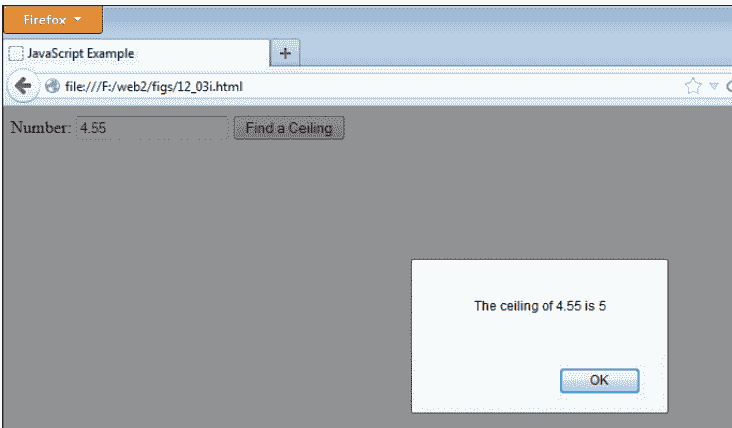 Firefox
JavaScript Example
+
file:///F:/web2/figs/12_03i.html
Number: 4.55 Find a Ceiling
The ceiling of 4.55 is 5
OK